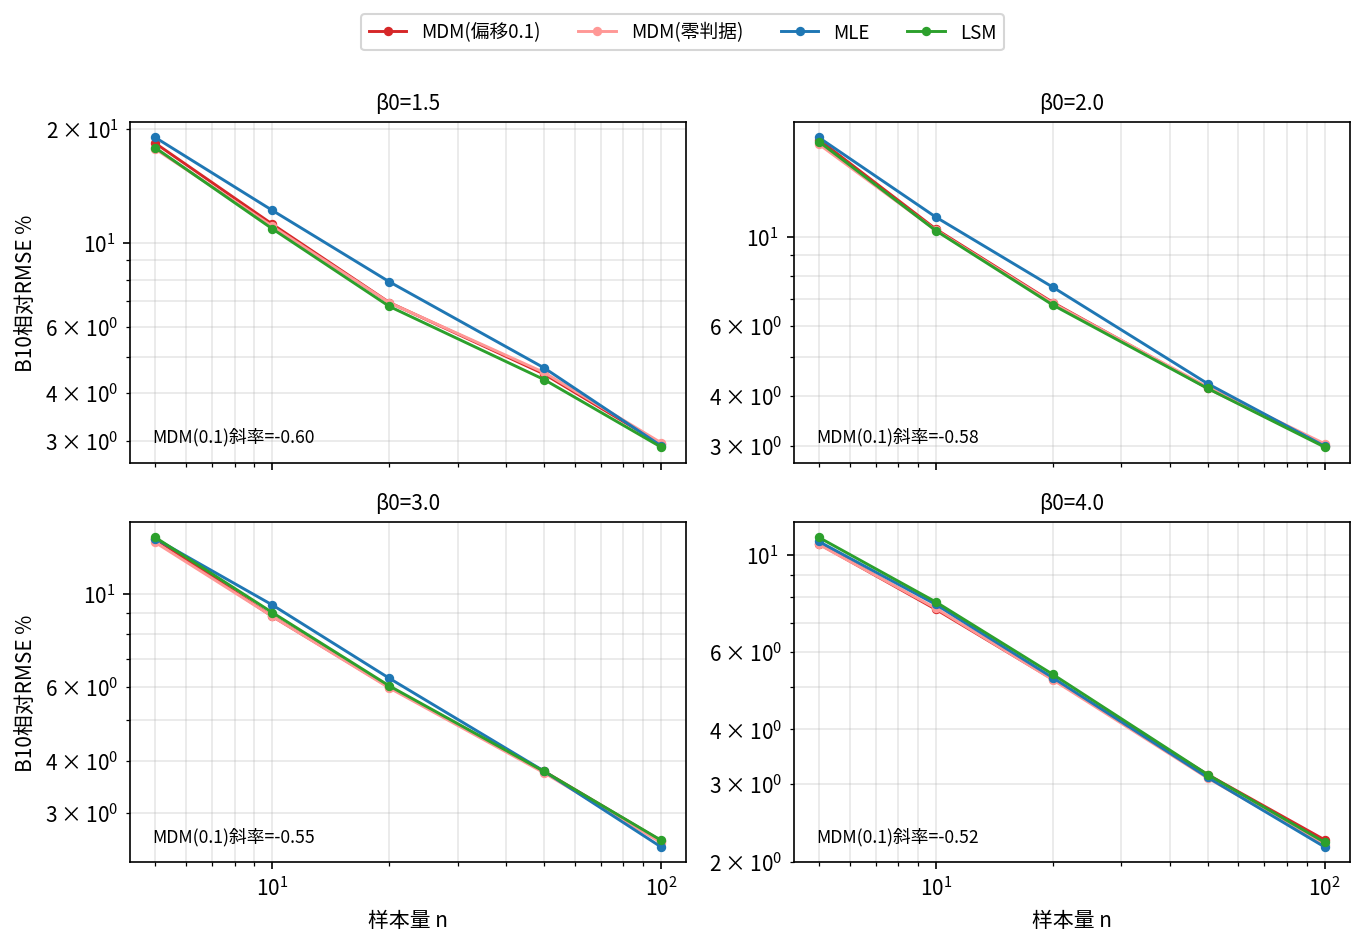 MDM(偏移0.1) MDM(零判据) MLE LSM
β0=1.5
β0=2.0
B10相对RMSE %
2 × 10¹
10¹
6 × 10⁰
4 × 10⁰
3 × 10⁰
MDM(0.1)斜率=-0.60
10¹
6 × 10⁰
4 × 10⁰
3 × 10⁰
MDM(0.1)斜率=-0.58
β0=3.0
β0=4.0
B10相对RMSE %
10¹
6 × 10⁰
4 × 10⁰
3 × 10⁰
MDM(0.1)斜率=-0.55
10¹ 10²
样本量 n
10¹
6 × 10⁰
4 × 10⁰
3 × 10⁰
2 × 10⁰
MDM(0.1)斜率=-0.52
10¹ 10²
样本量 n